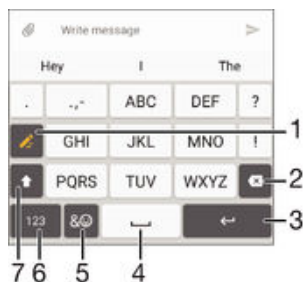 Write message
Hey I The
. .,- ABC DEF ?
GHI JKL MNO ! 1
PQRS TUV WXYZ 2
123 &☺ 3
7 6 5 4